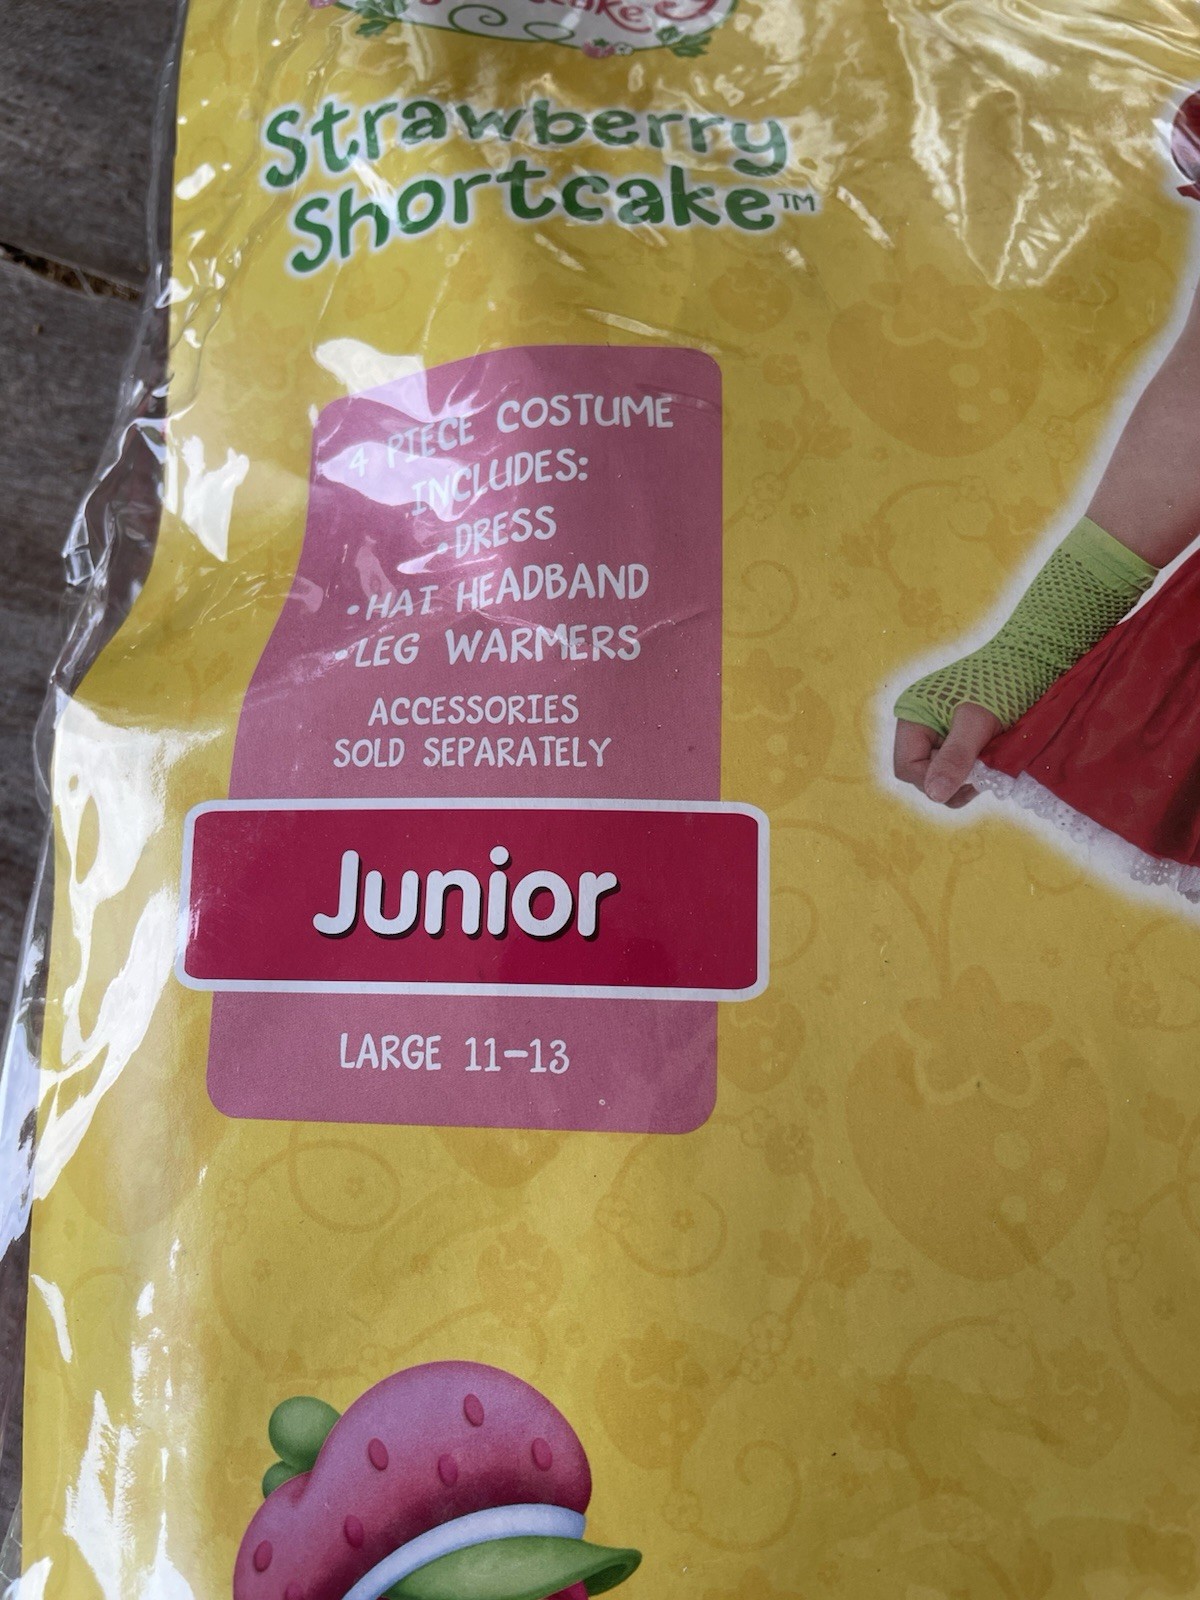 Strawberry
Shortcake™
4 PIECE COSTUME
INCLUDES:
•DRESS
•HAT HEADBAND
•LEG WARMERS
ACCESSORIES
SOLD SEPARATELY
Junior
LARGE 11-13